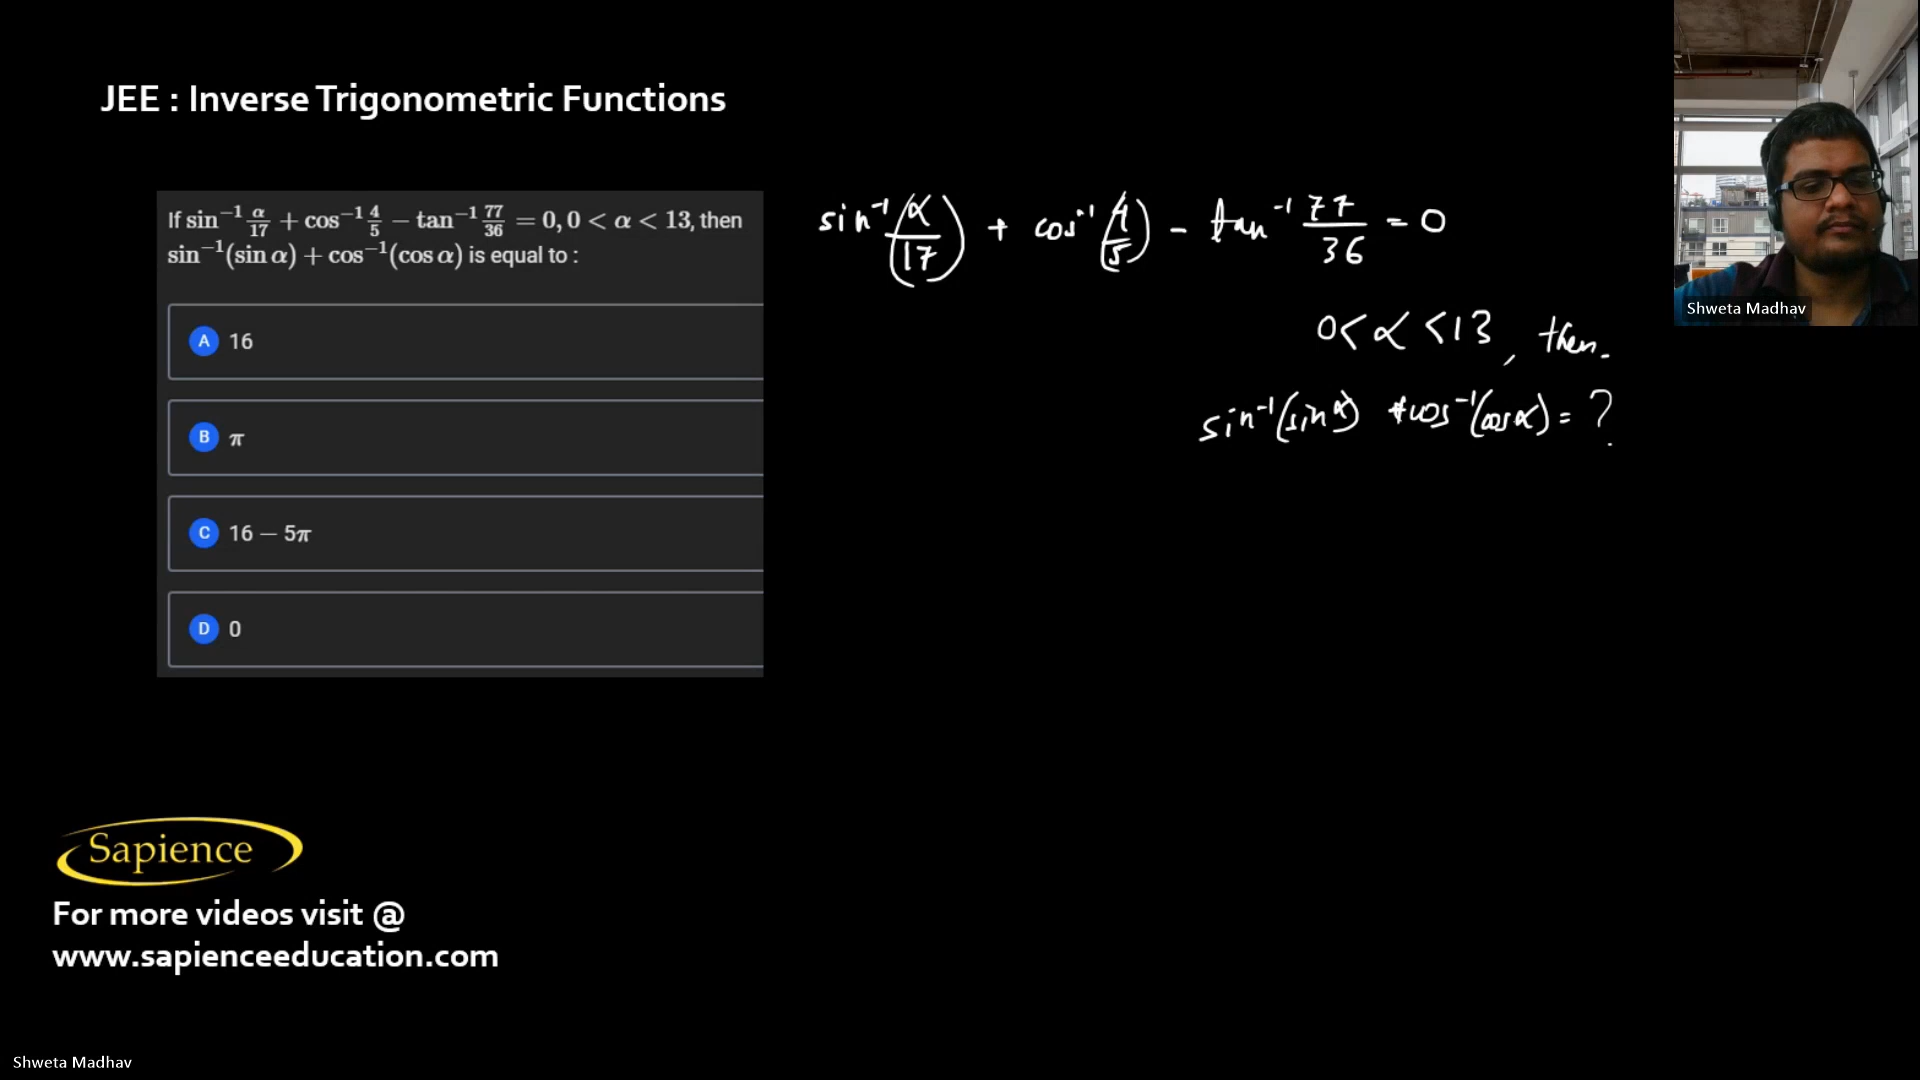 JEE : Inverse Trigonometric Functions
If sin⁻¹ α/17 + cos⁻¹ 4/5 − tan⁻¹ 77/36 = 0, 0 < α < 13, then
sin⁻¹(sin α) + cos⁻¹(cos α) is equal to :
A 16
B π
C 16 − 5π
D 0
sin⁻¹(α/17) + cos⁻¹(4/5) - tan⁻¹ 77/36 = 0
0 < α < 13, then.
sin⁻¹(sin α) + cos⁻¹(cos α) = ?
Shweta Madhav
Sapience
For more videos visit @
www.sapienceeducation.com
Shweta Madhav